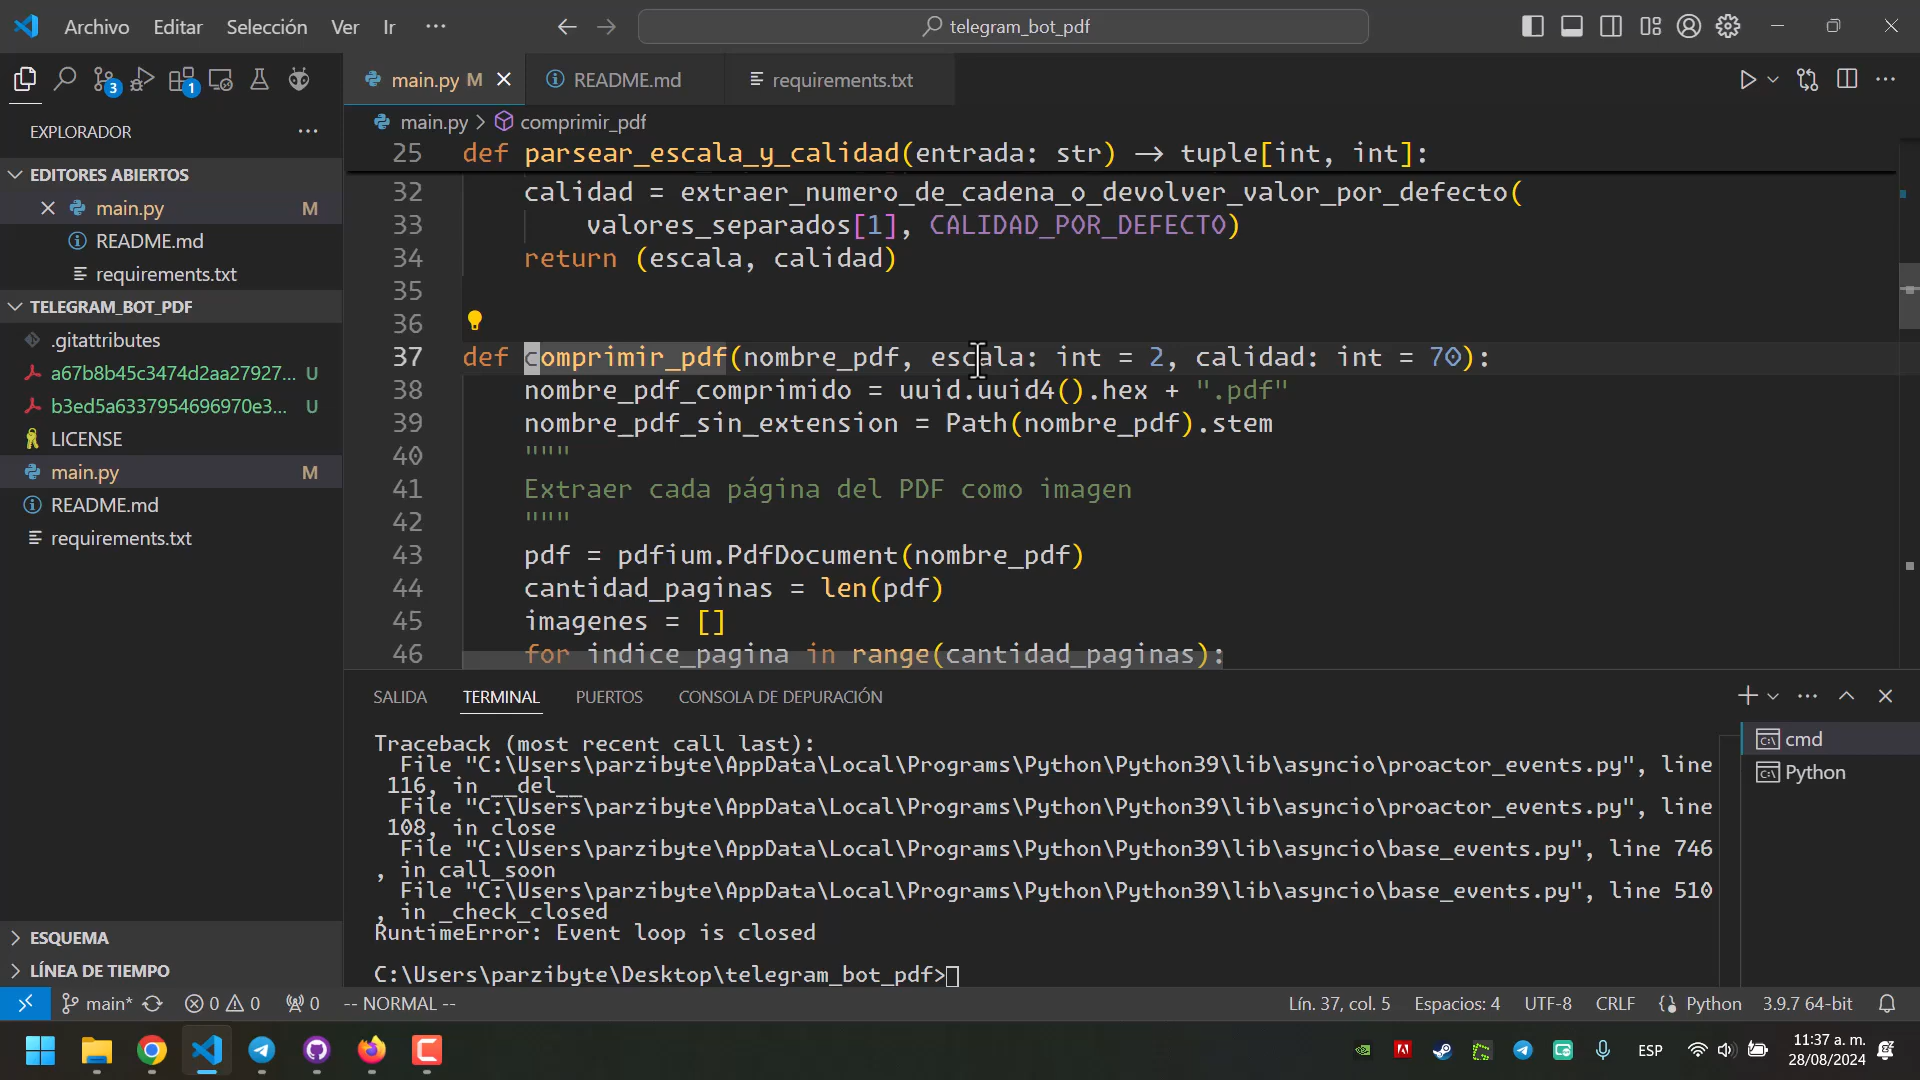 Archivo Editar Selección Ver Ir ··· telegram_bot_pdf
3 1 main.py M README.md requirements.txt
EXPLORADOR ··· main.py > comprimir_pdf
EDITORES ABIERTOS
main.py M
README.md
requirements.txt
TELEGRAM_BOT_PDF
.gitattributes
a67b8b45c3474d2aa27927... U
b3ed5a6337954696970e3... U
LICENSE
main.py M
README.md
requirements.txt
ESQUEMA
LÍNEA DE TIEMPO
25 def parsear_escala_y_calidad(entrada: str) → tuple[int, int]:
32 calidad = extraer_numero_de_cadena_o_devolver_valor_por_defecto(
33 valores_separados[1], CALIDAD_POR_DEFECTO)
34 return (escala, calidad)
35
36
37 def comprimir_pdf(nombre_pdf, escala: int = 2, calidad: int = 70):
38 nombre_pdf_comprimido = uuid.uuid4().hex + ".pdf"
39 nombre_pdf_sin_extension = Path(nombre_pdf).stem
40 """
41 Extraer cada página del PDF como imagen
42 """
43 pdf = pdfium.PdfDocument(nombre_pdf)
44 cantidad_paginas = len(pdf)
45 imagenes = []
46 for indice_pagina in range(cantidad_paginas):
SALIDA TERMINAL PUERTOS CONSOLA DE DEPURACIÓN
Traceback (most recent call last):
File "C:\Users\parzibyte\AppData\Local\Programs\Python\Python39\lib\asyncio\proactor_events.py", line
116, in __del__
File "C:\Users\parzibyte\AppData\Local\Programs\Python\Python39\lib\asyncio\proactor_events.py", line
108, in close
File "C:\Users\parzibyte\AppData\Local\Programs\Python\Python39\lib\asyncio\base_events.py", line 746
, in call_soon
File "C:\Users\parzibyte\AppData\Local\Programs\Python\Python39\lib\asyncio\base_events.py", line 510
, in _check_closed
RuntimeError: Event loop is closed
C:\Users\parzibyte\Desktop\telegram_bot_pdf>
cmd
Python
main* 0 0 0 -- NORMAL -- Lín. 37, col. 5 Espacios: 4 UTF-8 CRLF Python 3.9.7 64-bit
ESP 11:37 a. m.
28/08/2024